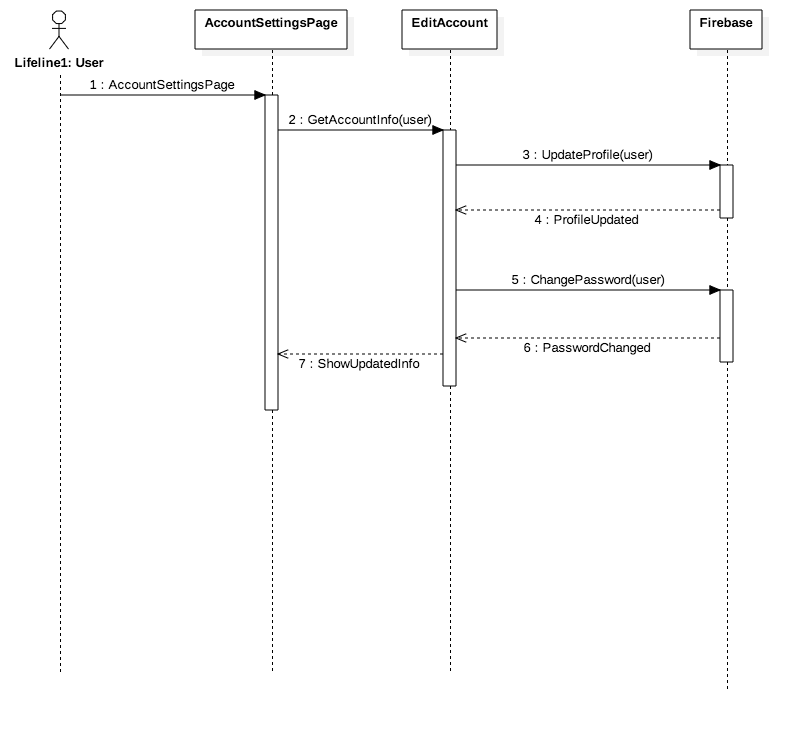 AccountSettingsPage
EditAccount
Firebase
Lifeline1: User
1 : AccountSettingsPage
2 : GetAccountInfo(user)
3 : UpdateProfile(user)
4 : ProfileUpdated
5 : ChangePassword(user)
6 : PasswordChanged
7 : ShowUpdatedInfo